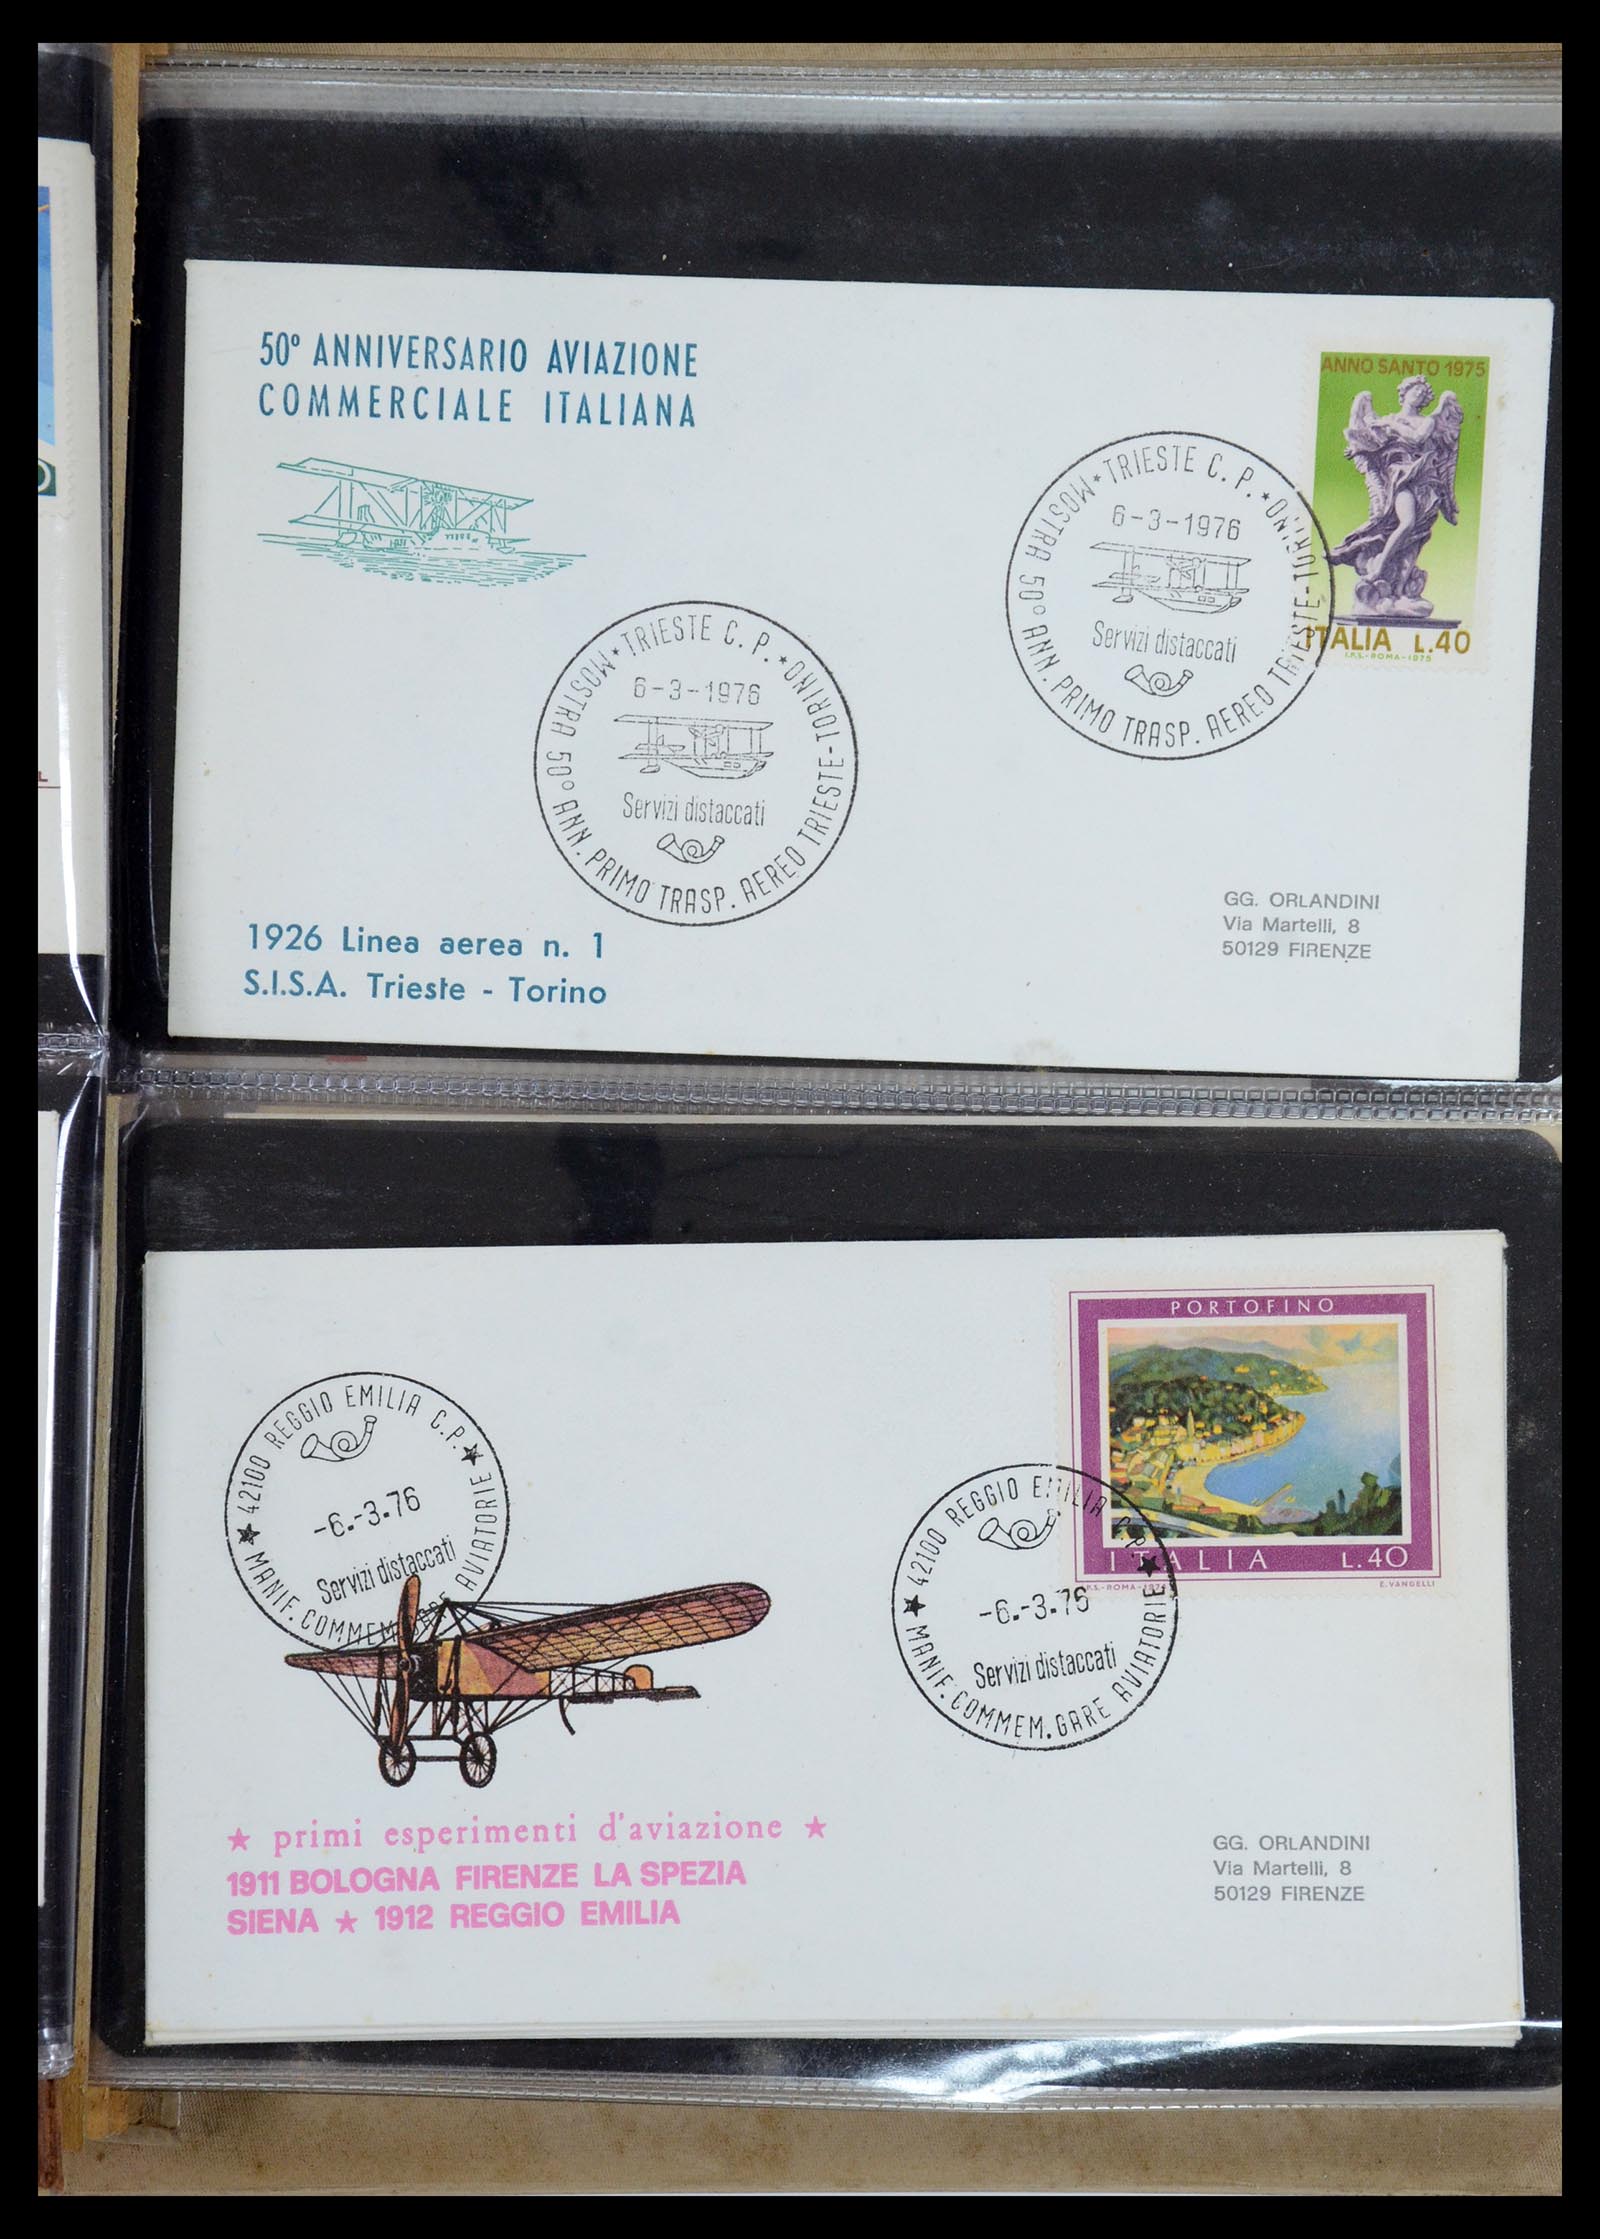 50º ANNIVERSARIO AVIAZIONE
COMMERCIALE ITALIANA
ANNO SANTO 1975
ITALIA L.40
I.P.S.-ROMA-1975
★ TRIESTE C. P. ★
MOSTRA 50º ANN. PRIMO TRASP. AEREO TRIESTE-TORINO
6-3-1976
Servizi distaccati
★ TRIESTE C. P. ★
MOSTRA 50º ANN. PRIMO TRASP. AEREO TRIESTE-TORINO
6-3-1976
Servizi distaccati
GG. ORLANDINI
Via Martelli, 8
50129 FIRENZE
1926 Linea aerea n. 1
S.I.S.A. Trieste - Torino
L
PORTOFINO
ITALIA L.40
I.P.S.-ROMA-1974 E.VANGELLI
★ 42100 REGGIO EMILIA C.P. ★
MANIF. COMMEM. GARE AVIATORIE
-6.-3.76
Servizi distaccati
★ 42100 REGGIO EMILIA C.P. ★
MANIF. COMMEM. GARE AVIATORIE
-6.-3.76
Servizi distaccati
★ primi esperimenti d'aviazione ★
1911 BOLOGNA FIRENZE LA SPEZIA
SIENA ★ 1912 REGGIO EMILIA
GG. ORLANDINI
Via Martelli, 8
50129 FIRENZE